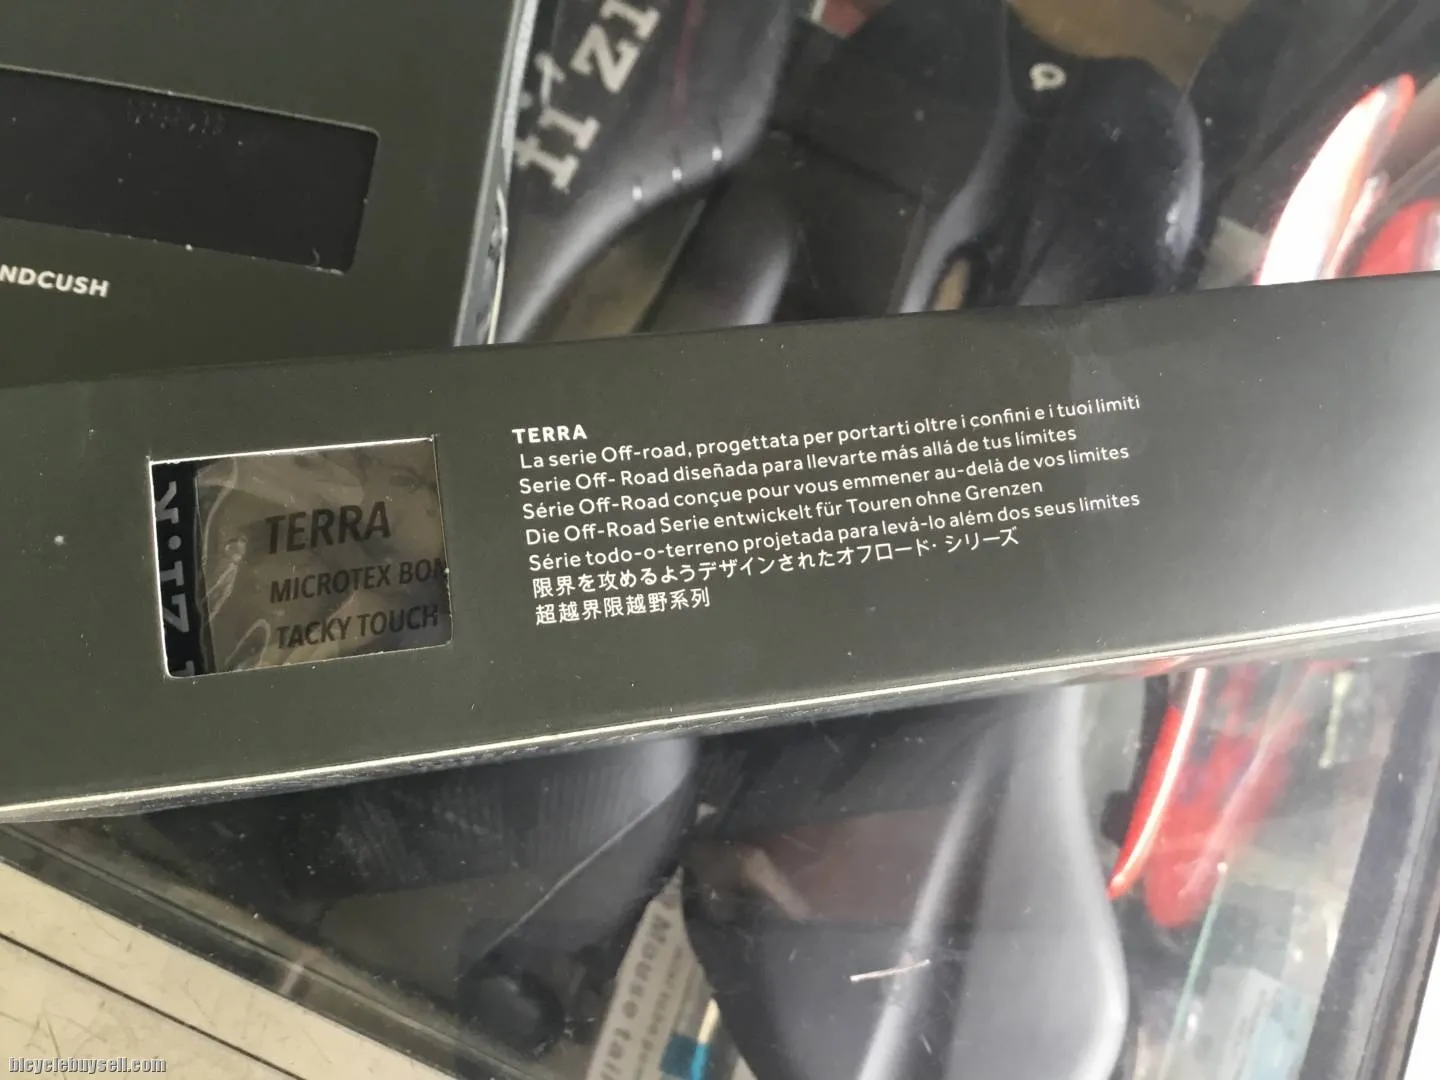 fi'zi
NDCUSH
TERRA
La serie Off-road, progettata per portarti oltre i confini e i tuoi limiti
Serie Off- Road diseñada para llevarte más allá de tus límites
Série Off-Road conçue pour vous emmener au-delà de vos limites
Die Off-Road Serie entwickelt für Touren ohne Grenzen
Série todo-o-terreno projetada para levá-lo além dos seus limites
限界を攻めるようデザインされたオフロード・シリーズ
超越界限越野系列
TERRA
MICROTEX BON
TACKY TOUCH
Moustai
bicyclebuysell.com